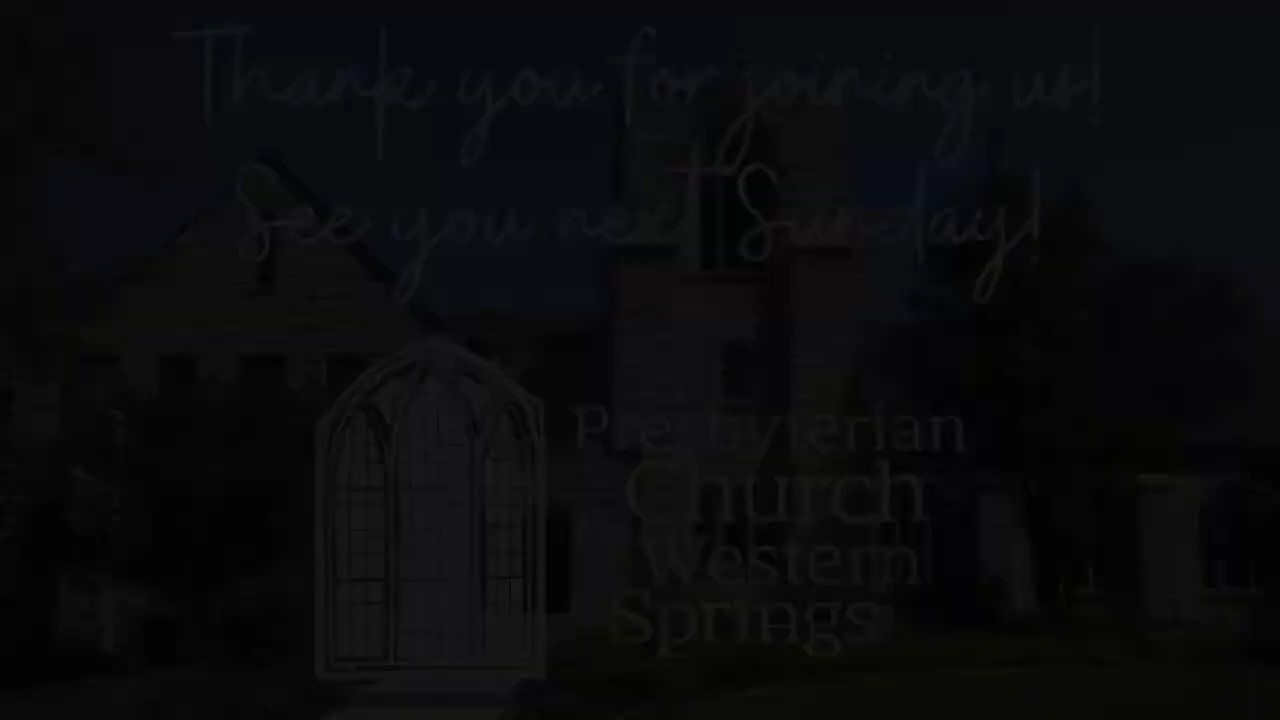 Thank you for joining us!
See you next Sunday!
Presbyterian
Church
Western
Springs